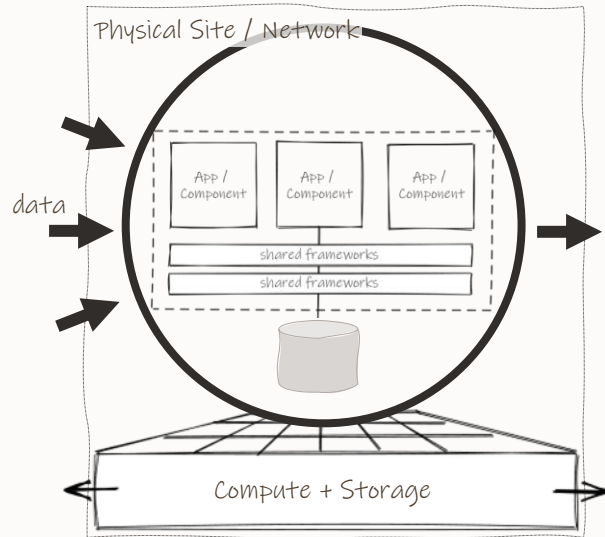 Physical Site / Network
App /
Component
App /
Component
App /
Component
data
shared frameworks
shared frameworks
Compute + Storage